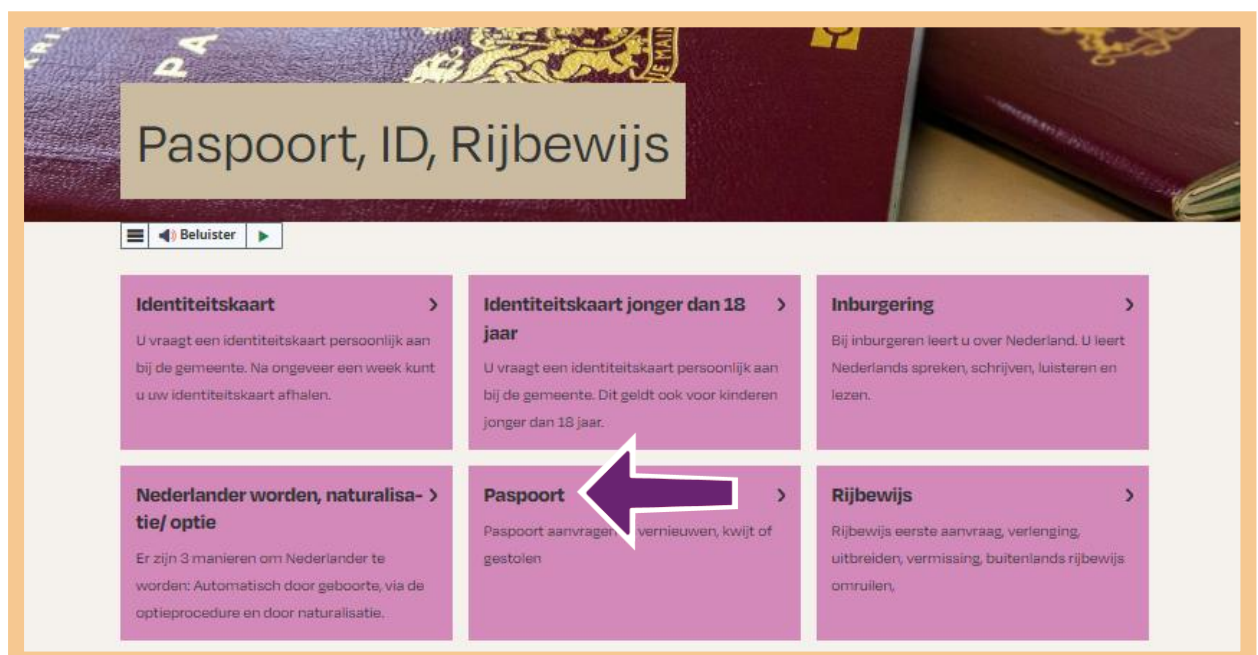 Paspoort, ID, Rijbewijs
Beluister
Identiteitskaart
U vraagt een identiteitskaart persoonlijk aan
bij de gemeente. Na ongeveer een week kunt
u uw identiteitskaart afhalen.
Identiteitskaart jonger dan 18
jaar
U vraagt een identiteitskaart persoonlijk aan
bij de gemeente. Dit geldt ook voor kinderen
jonger dan 18 jaar.
Inburgering
Bij inburgeren leert u over Nederland. U leert
Nederlands spreken, schrijven, luisteren en
lezen.
Nederlander worden, naturalisa-
tie/ optie
Er zijn 3 manieren om Nederlander te
worden: Automatisch door geboorte, via de
optieprocedure en door naturalisatie.
Paspoort
Paspoort aanvragen vernieuwen, kwijt of
gestolen
Rijbewijs
Rijbewijs eerste aanvraag, verlenging,
uitbreiden, vermissing, buitenlands rijbewijs
omruilen,